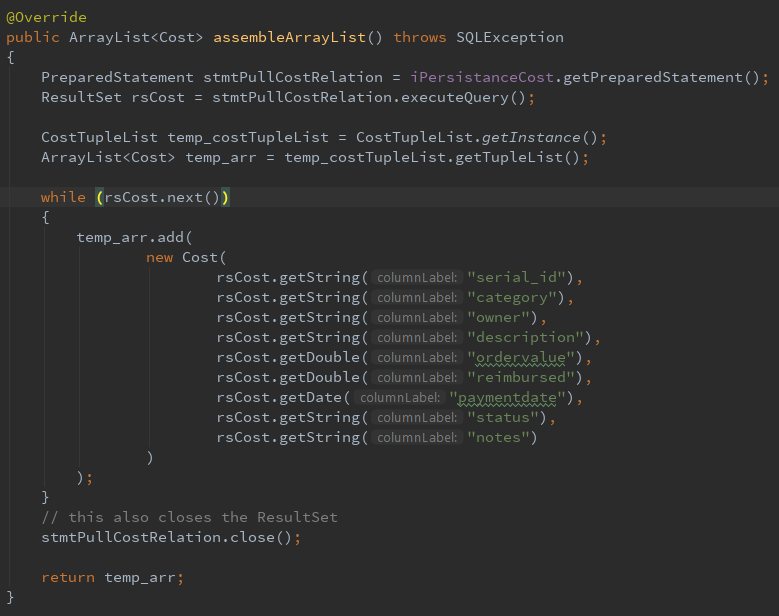 @Override
public ArrayList<Cost> assembleArrayList() throws SQLException
{
    PreparedStatement stmtPullCostRelation = iPersistanceCost.getPreparedStatement();
    ResultSet rsCost = stmtPullCostRelation.executeQuery();

    CostTupleList temp_costTupleList = CostTupleList.getInstance();
    ArrayList<Cost> temp_arr = temp_costTupleList.getTupleList();

    while (rsCost.next())
    {
        temp_arr.add(
                new Cost(
                        rsCost.getString( columnLabel: "serial_id"),
                        rsCost.getString( columnLabel: "category"),
                        rsCost.getString( columnLabel: "owner"),
                        rsCost.getString( columnLabel: "description"),
                        rsCost.getDouble( columnLabel: "ordervalue"),
                        rsCost.getDouble( columnLabel: "reimbursed"),
                        rsCost.getDate( columnLabel: "paymentdate"),
                        rsCost.getString( columnLabel: "status"),
                        rsCost.getString( columnLabel: "notes")
                )
        );
    }
    // this also closes the ResultSet
    stmtPullCostRelation.close();

    return temp_arr;
}